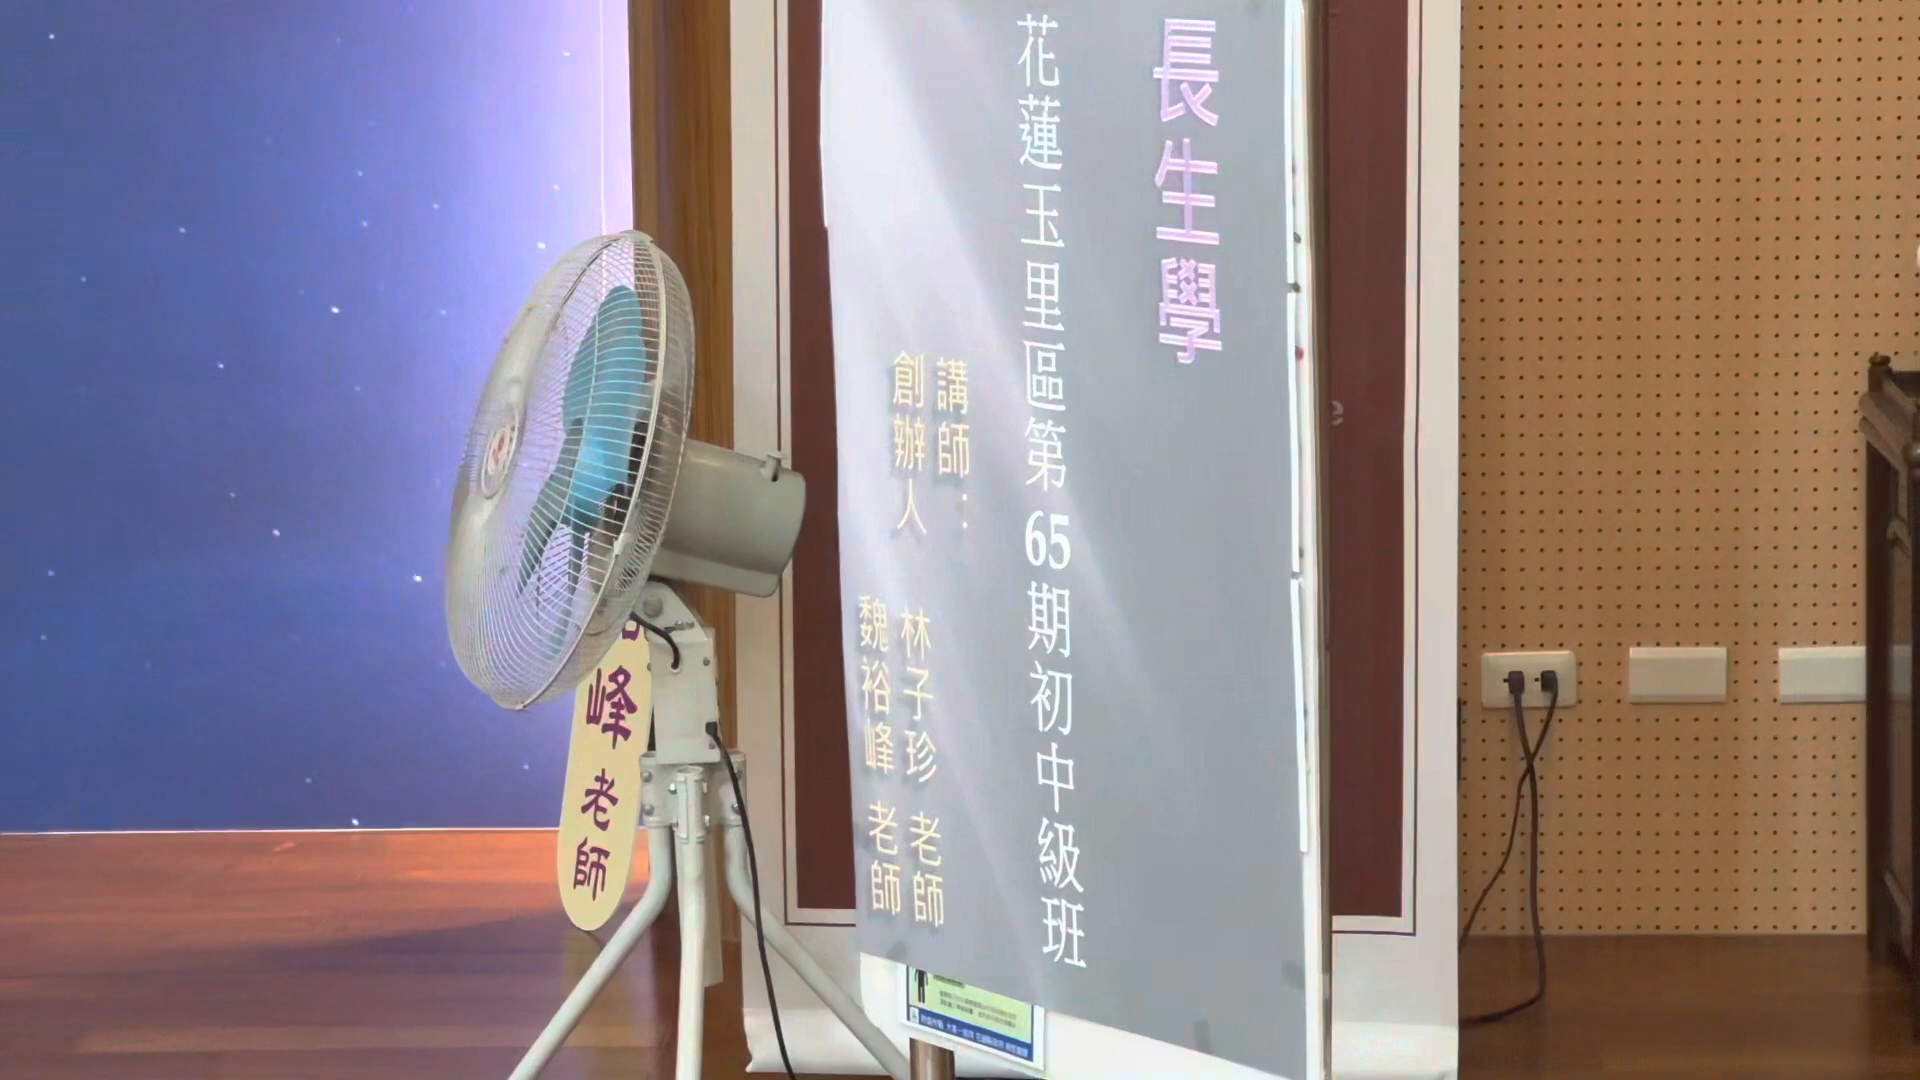 長生學
花蓮玉里區第65期初中級班
講師： 林子珍 老師
創辦人 魏裕峰 老師
峰 老師